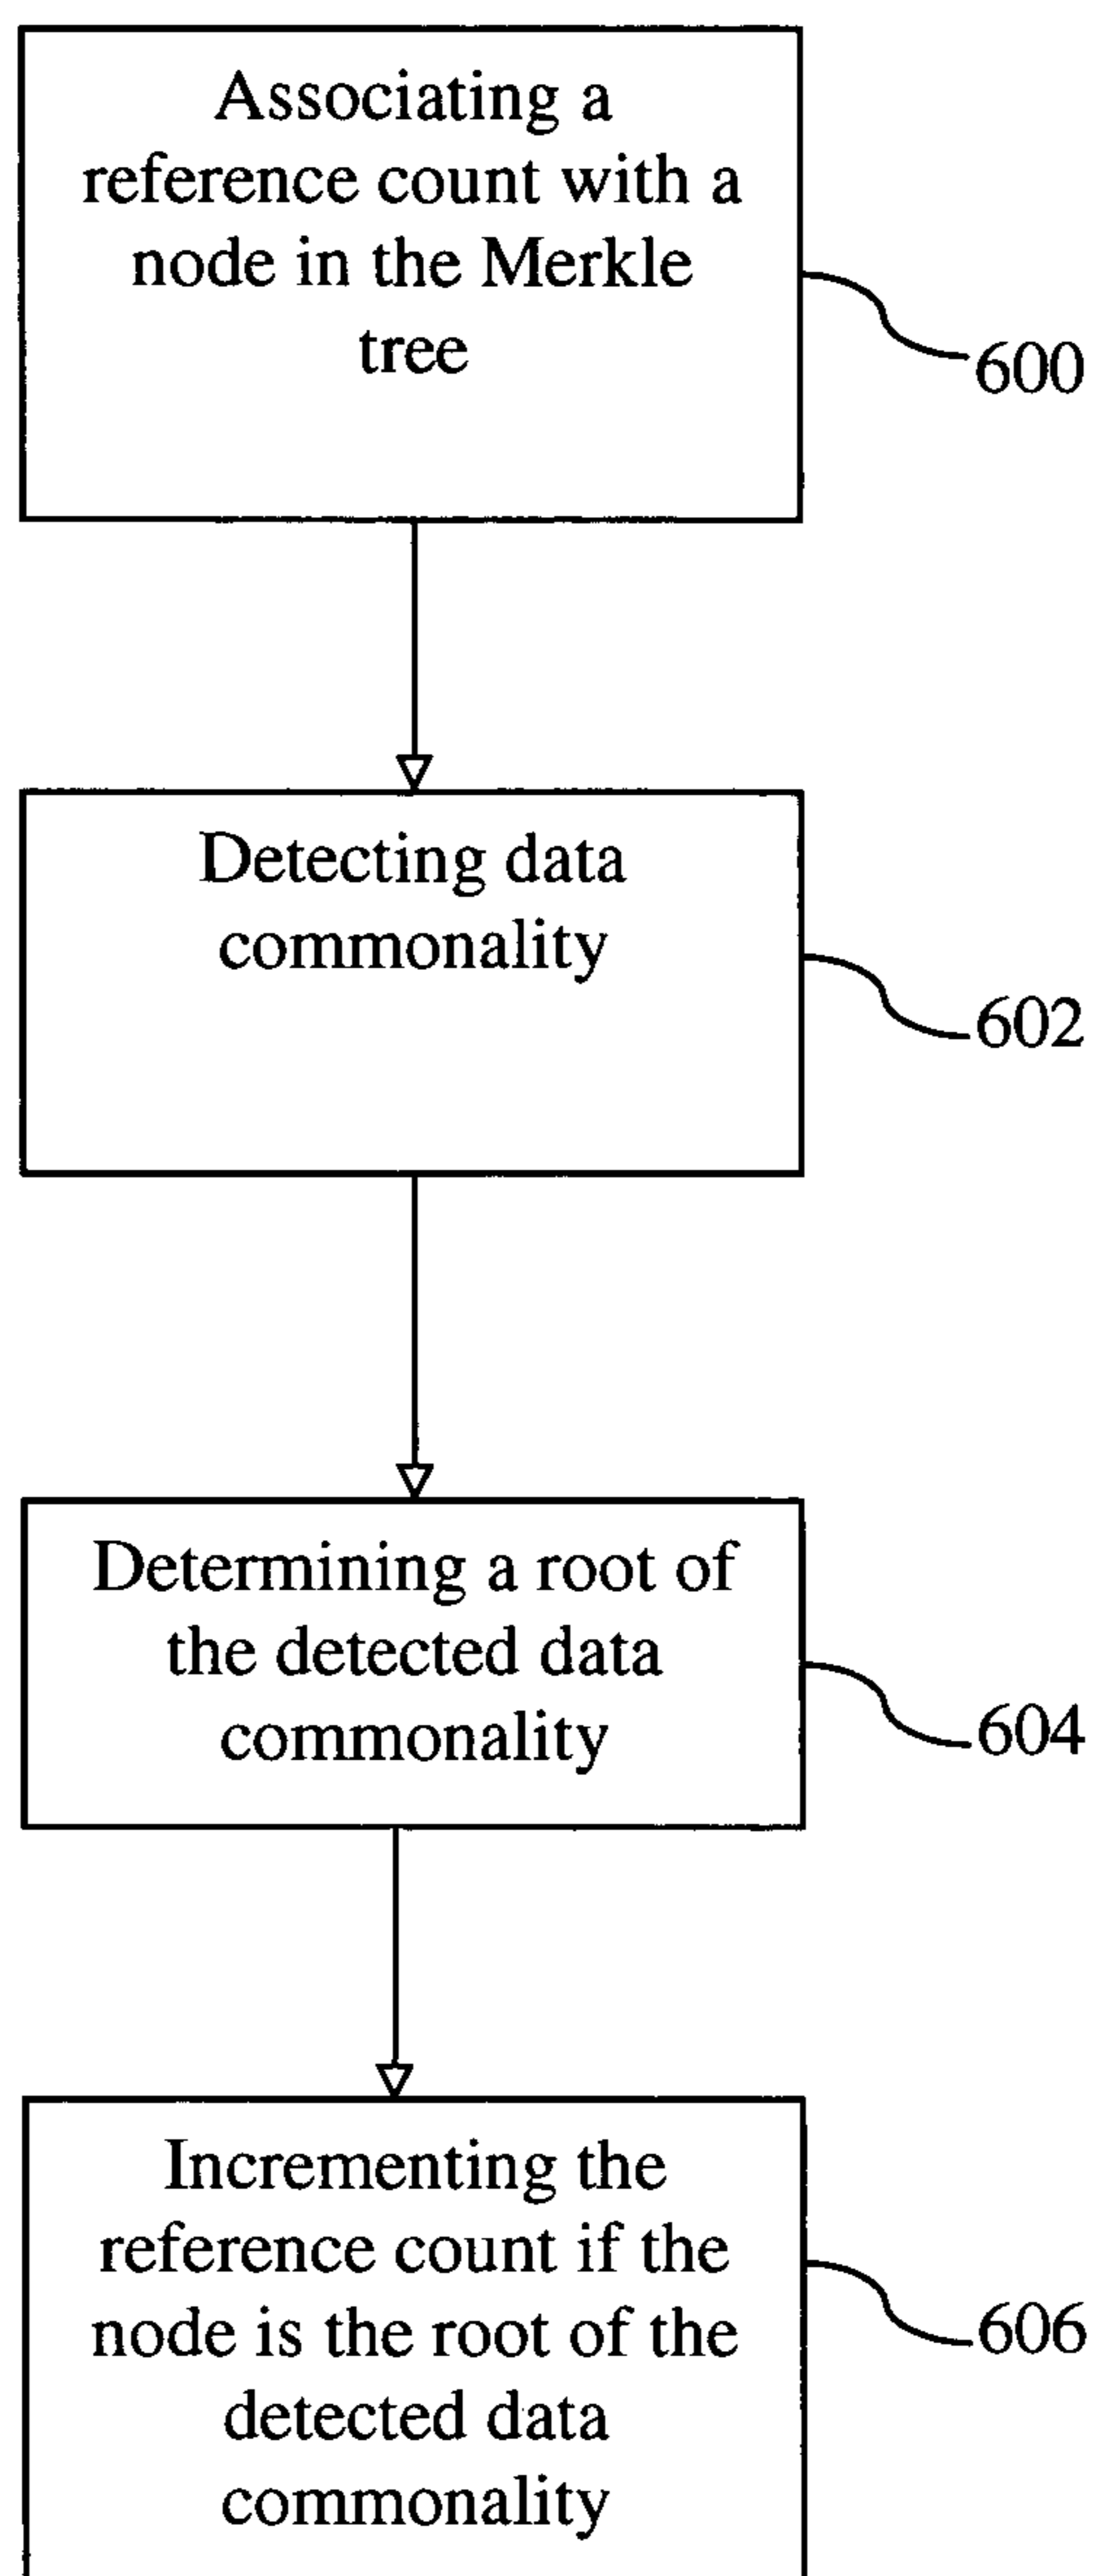 Associating a
reference count with a
node in the Merkle
tree
600
Detecting data
commonality
602
Determining a root of
the detected data
commonality
604
Incrementing the
reference count if the
node is the root of the
detected data
commonality
606